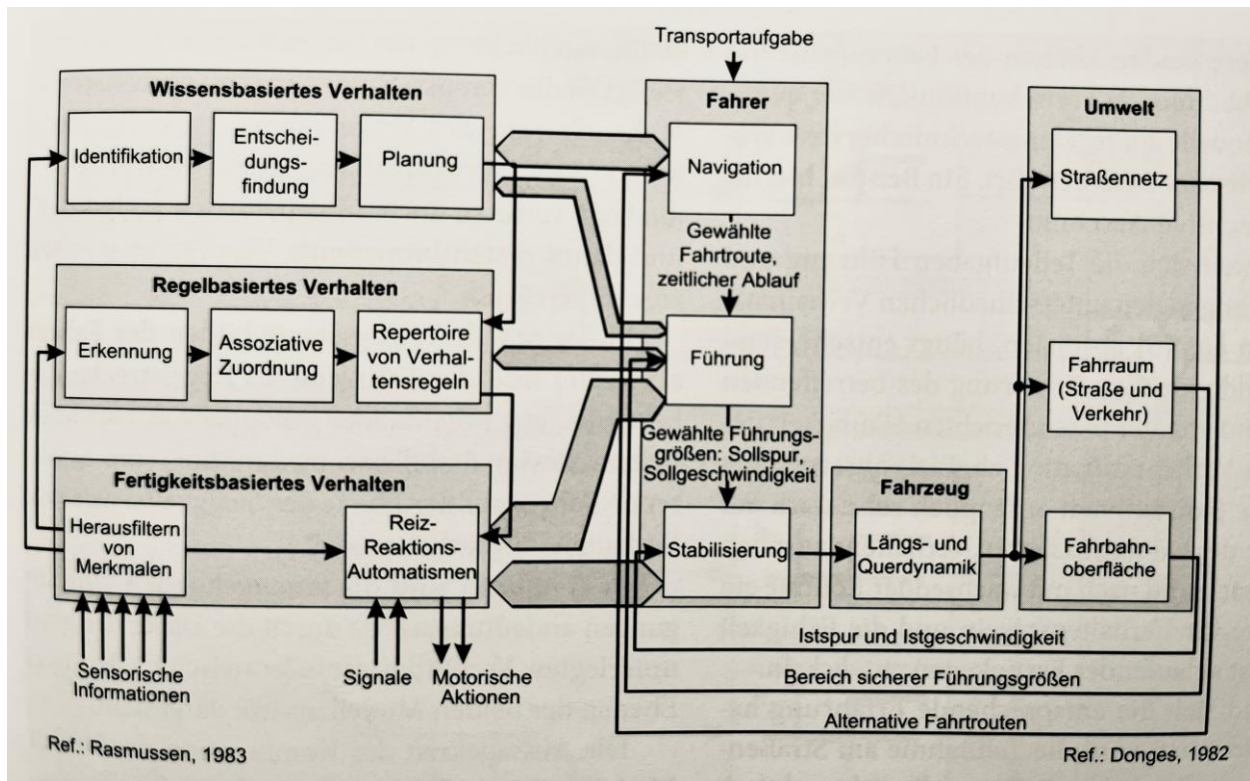 Transportaufgabe
Wissensbasiertes Verhalten
Identifikation
Entschei-
dungs-
findung
Planung
Regelbasiertes Verhalten
Erkennung
Assoziative
Zuordnung
Repertoire
von Verhal-
tensregeln
Fertigkeitsbasiertes Verhalten
Herausfiltern
von
Merkmalen
Reiz-
Reaktions-
Automatismen
Sensorische
Informationen
Signale
Motorische
Aktionen
Fahrer
Navigation
Gewählte
Fahrtroute,
zeitlicher Ablauf
Führung
Gewählte Führungs-
größen: Sollspur,
Sollgeschwindigkeit
Stabilisierung
Fahrzeug
Längs- und
Querdynamik
Umwelt
Straßennetz
Fahrraum
(Straße und
Verkehr)
Fahrbahn-
oberfläche
Istspur und Istgeschwindigkeit
Bereich sicherer Führungsgrößen
Alternative Fahrtrouten
Ref.: Rasmussen, 1983
Ref.: Donges, 1982